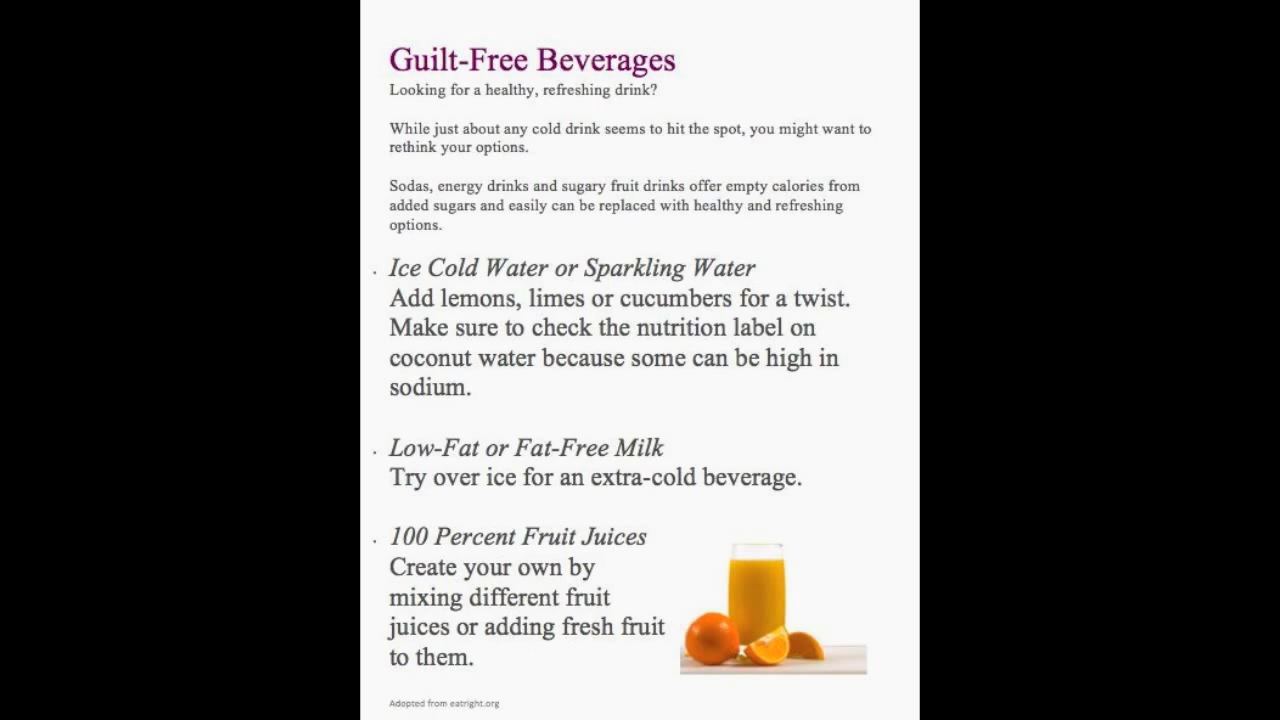 Guilt-Free Beverages
Looking for a healthy, refreshing drink?
While just about any cold drink seems to hit the spot, you might want to
rethink your options.
Sodas, energy drinks and sugary fruit drinks offer empty calories from
added sugars and easily can be replaced with healthy and refreshing
options.
· Ice Cold Water or Sparkling Water
Add lemons, limes or cucumbers for a twist.
Make sure to check the nutrition label on
coconut water because some can be high in
sodium.
· Low-Fat or Fat-Free Milk
Try over ice for an extra-cold beverage.
· 100 Percent Fruit Juices
Create your own by
mixing different fruit
juices or adding fresh fruit
to them.
Adopted from eatright.org